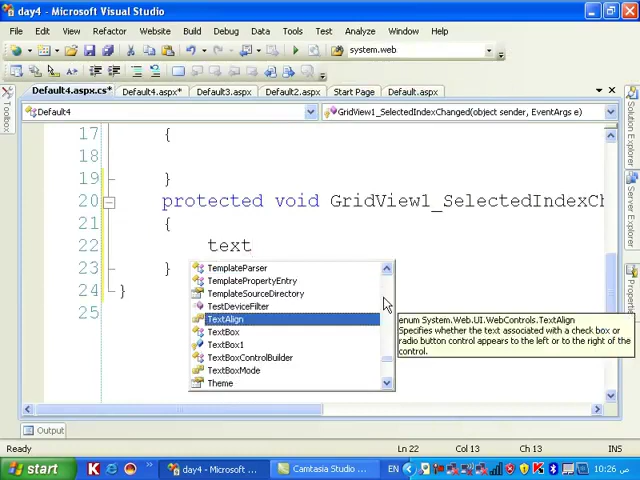 day4 - Microsoft Visual Studio
File Edit View Refactor Website Build Debug Tools Test Analyze Window Help
system.web
Default4.aspx.cs* Default4.aspx* Default3.aspx Default2.aspx Start Page Default.aspx
Default4 GridView1_SelectedIndexChanged(object sender, EventArgs e)
Toolbox
Solution Explorer
Server Explorer
17 {
18
19 }
20 protected void GridView1_SelectedIndexCh
21 {
22 text
23 }
24 }
25
TemplateParser
TemplatePropertyEntry
TemplateSourceDirectory
TestDeviceFilter
TextAlign
TextBox
TextBox1
TextBoxControlBuilder
TextBoxMode
Theme
enum System.Web.UI.WebControls.TextAlign
Specifies whether the text associated with a check box or
radio button control appears to the left or to the right of the
control.
Output
Ready Ln 22 Col 13 Ch 13 INS
start day4 - Microsoft ... Camtasia Studio ... EN 10:26 ص